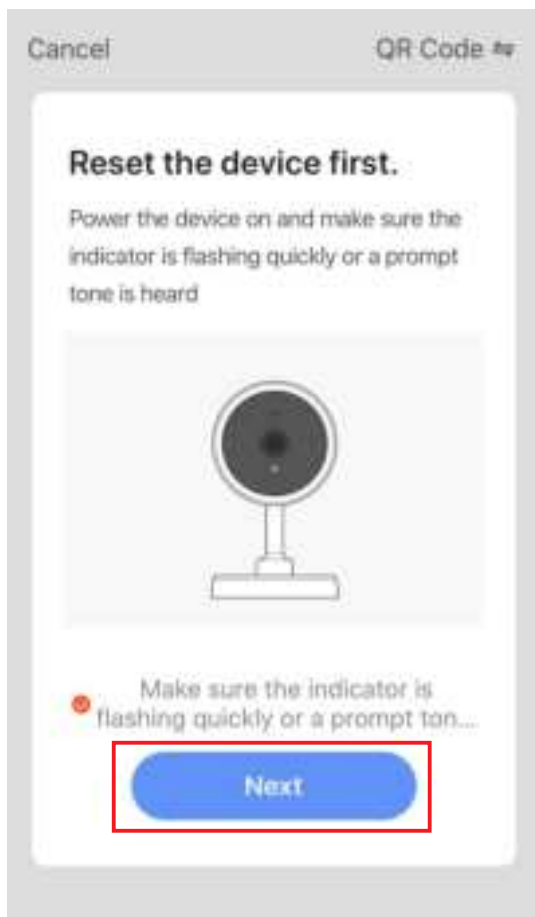 Cancel
QR Code
Reset the device first.
Power the device on and make sure the
indicator is flashing quickly or a prompt
tone is heard
Make sure the indicator is
flashing quickly or a prompt ton...
Next